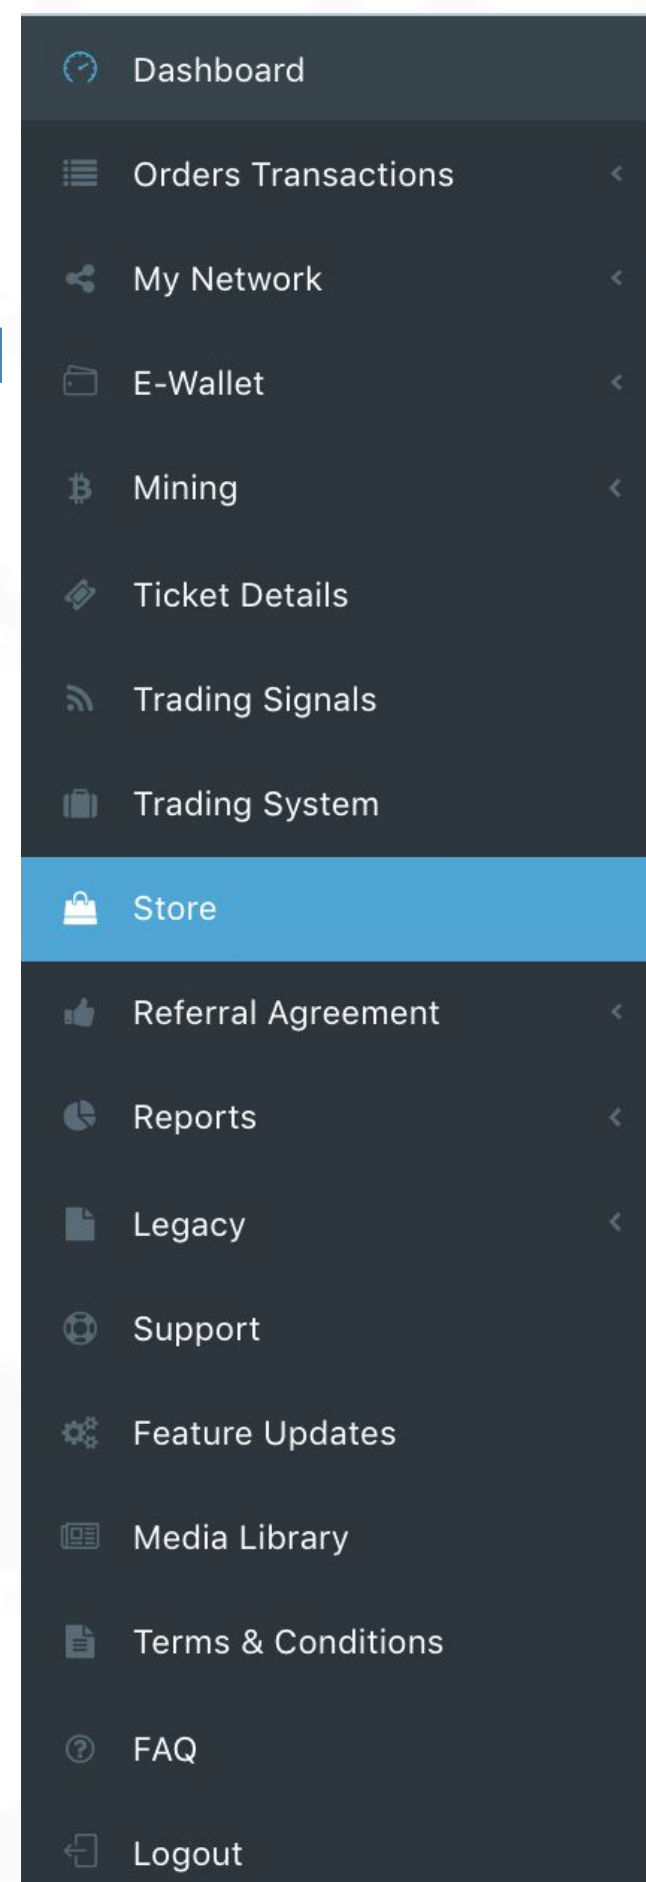 Dashboard
Orders Transactions
My Network
E-Wallet
Mining
Ticket Details
Trading Signals
Trading System
Store
Referral Agreement
Reports
Legacy
Support
Feature Updates
Media Library
Terms & Conditions
FAQ
Logout